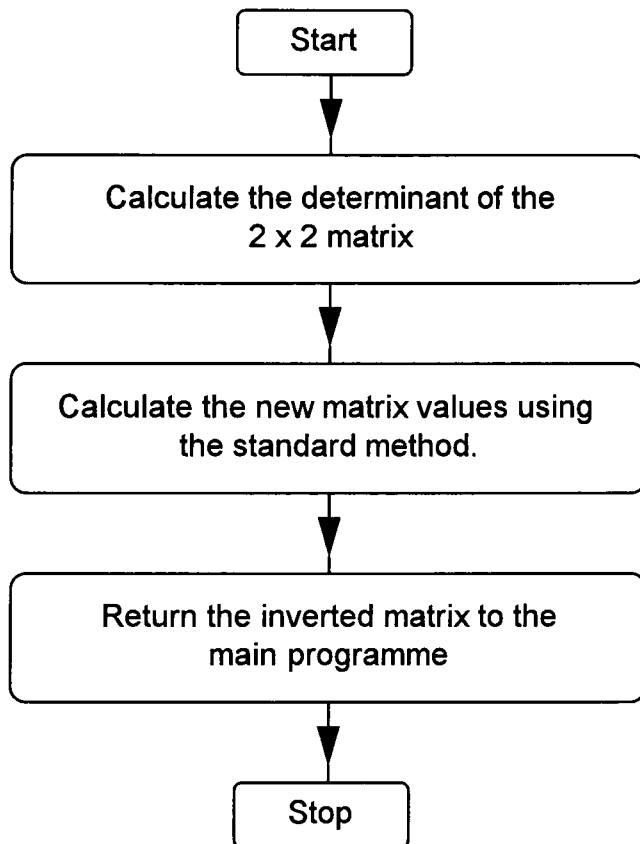 Start
Calculate the determinant of the
2 x 2 matrix
Calculate the new matrix values using
the standard method.
Return the inverted matrix to the
main programme
Stop